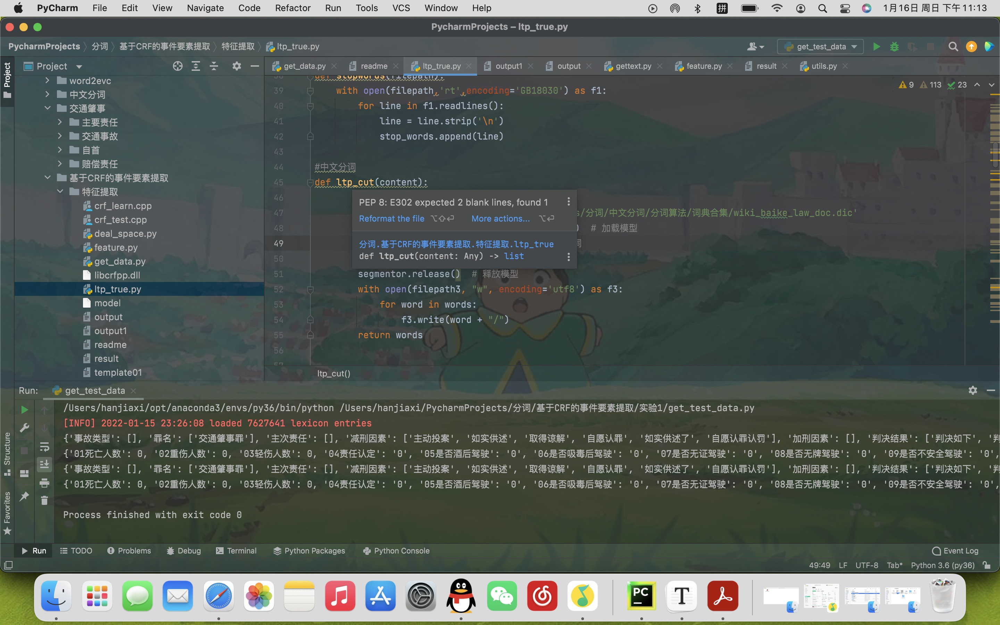 PyCharm File Edit View Navigate Code Refactor Run Tools VCS Window Help 拼 1月16日 周日 下午11:13
PycharmProjects – ltp_true.py
PycharmProjects 分词 基于CRF的事件要素提取 特征提取 ltp_true.py get_test_data
Project get_data.py readme ltp_true.py output1 output gettext.py feature.py result utils.py
Project
word2evc
中文分词
交通肇事
主要责任
交通事故
自首
赔偿责任
基于CRF的事件要素提取
特征提取
crf_learn.cpp
crf_test.cpp
deal_space.py
feature.py
get_data.py
libcrfpp.dll
ltp_true.py
model
output
output1
readme
result
template01
9 113 23
38 def stopwords(filepath):
39 with open(filepath,'rt',encoding='GB18030') as f1:
40 for line in f1.readlines():
41 line = line.strip('\n')
42 stop_words.append(line)
43
44 #中文分词
45 def ltp_cut(content):
46
47 s/分词/中文分词/分词算法/词典合集/wiki_baike_law_doc.dic'
48 ) # 加载模型
49 词
50
51 segmentor.release() # 释放模型
52 with open(filepath3, "w", encoding='utf8') as f3:
53 for word in words:
54 f3.write(word + "/")
55 return words
56
57
PEP 8: E302 expected 2 blank lines, found 1
Reformat the file ⌥⇧⏎ More actions... ⌥⏎
分词.基于CRF的事件要素提取.特征提取.ltp_true
def ltp_cut(content: Any) -> list
ltp_cut()
Run: get_test_data
/Users/hanjiaxi/opt/anaconda3/envs/py36/bin/python /Users/hanjiaxi/PycharmProjects/分词/基于CRF的事件要素提取/实验1/get_test_data.py
[INFO] 2022-01-15 23:26:08 loaded 7627641 lexicon entries
{'事故类型': [], '罪名': ['交通肇事罪'], '主次责任': [], '减刑因素': ['主动投案', '如实供述', '取得谅解', '自愿认罪', '如实供述了', '自愿认罪认罚'], '加刑因素': [], '判决结果': ['判决如下', '判
{'01死亡人数': 0, '02重伤人数': 0, '03轻伤人数': 0, '04责任认定': '0', '05是否酒后驾驶': '0', '06是否吸毒后驾驶': '0', '07是否无证驾驶': '0', '08是否无牌驾驶': '0', '09是否不安全驾驶': '0',
{'事故类型': [], '罪名': ['交通肇事罪'], '主次责任': [], '减刑因素': ['主动投案', '如实供述', '取得谅解', '自愿认罪', '如实供述了', '自愿认罪认罚'], '加刑因素': [], '判决结果': ['判决如下', '判
{'01死亡人数': 0, '02重伤人数': 0, '03轻伤人数': 0, '04责任认定': '0', '05是否酒后驾驶': '0', '06是否吸毒后驾驶': '0', '07是否无证驾驶': '0', '08是否无牌驾驶': '0', '09是否不安全驾驶': '0',
Process finished with exit code 0
Structure
Favorites
Run TODO Problems Debug Terminal Python Packages Python Console Event Log
49:49 LF UTF-8 Tab* Python 3.6 (py36)
PC
T